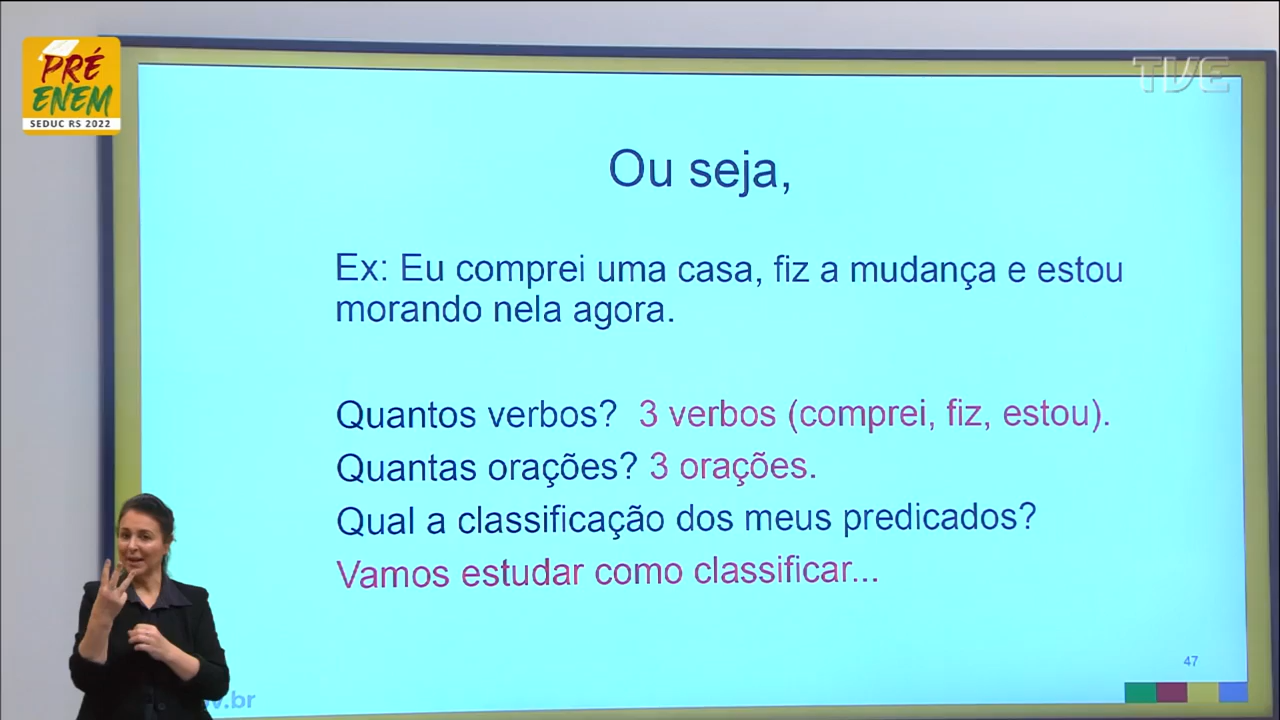 PRÉ
ENEM
SEDUC RS 2022
TVE
Ou seja,
Ex: Eu comprei uma casa, fiz a mudança e estou
morando nela agora.
Quantos verbos? 3 verbos (comprei, fiz, estou).
Quantas orações? 3 orações.
Qual a classificação dos meus predicados?
Vamos estudar como classificar...
47
.br